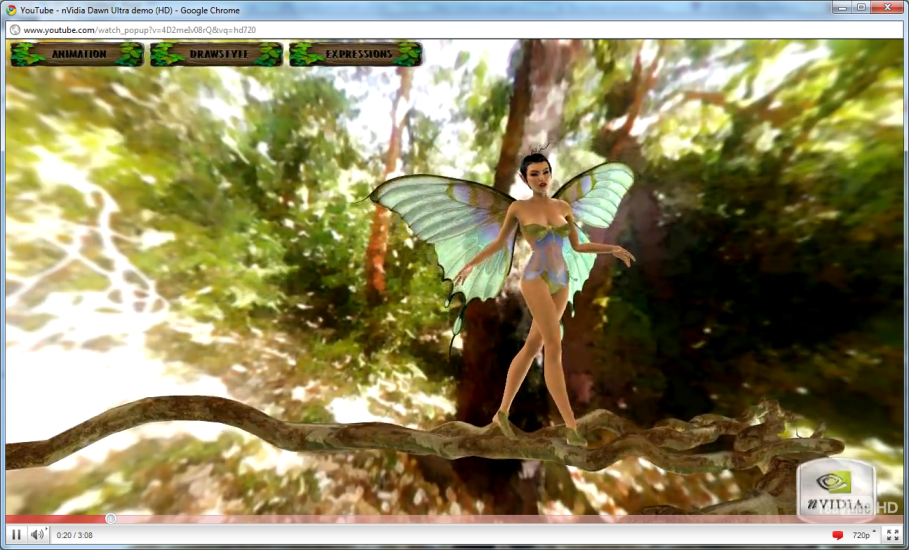 YouTube - nVidia Dawn Ultra demo (HD) - Google Chrome
www.youtube.com/watch_popup?v=4D2melv08rQ&vq=hd720
ANIMATION DRAWSTYLE EXPRESSIONS
nVIDIA. HD
0:20 / 3:08 720p